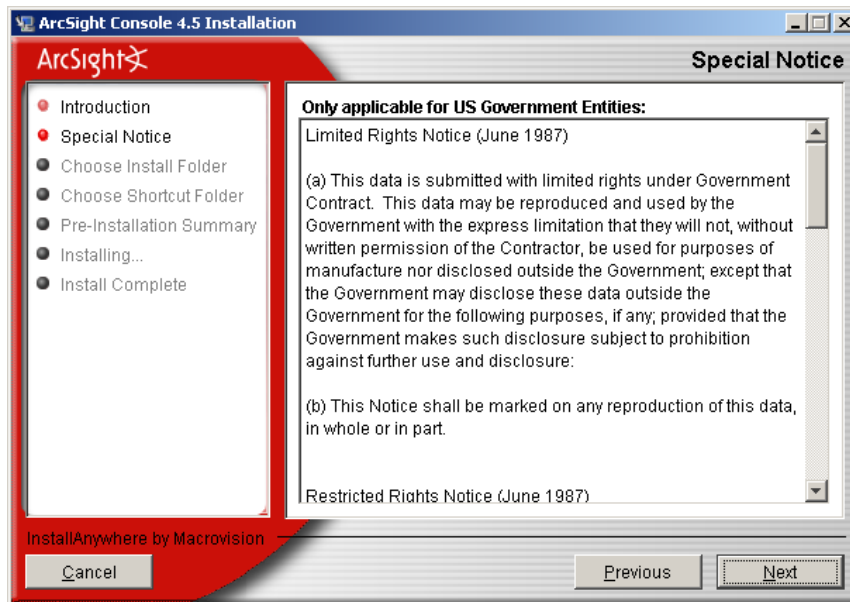 ArcSight Console 4.5 Installation
ArcSight
Special Notice
Introduction
Special Notice
Choose Install Folder
Choose Shortcut Folder
Pre-Installation Summary
Installing...
Install Complete
Only applicable for US Government Entities:
Limited Rights Notice (June 1987)
(a) This data is submitted with limited rights under Government
Contract.  This data may be reproduced and used by the
Government with the express limitation that they will not, without
written permission of the Contractor, be used for purposes of
manufacture nor disclosed outside the Government; except that
the Government may disclose these data outside the
Government for the following purposes, if any; provided that the
Government makes such disclosure subject to prohibition
against further use and disclosure:
(b) This Notice shall be marked on any reproduction of this data,
in whole or in part.
Restricted Rights Notice (June 1987)
InstallAnywhere by Macrovision
Cancel
Previous
Next